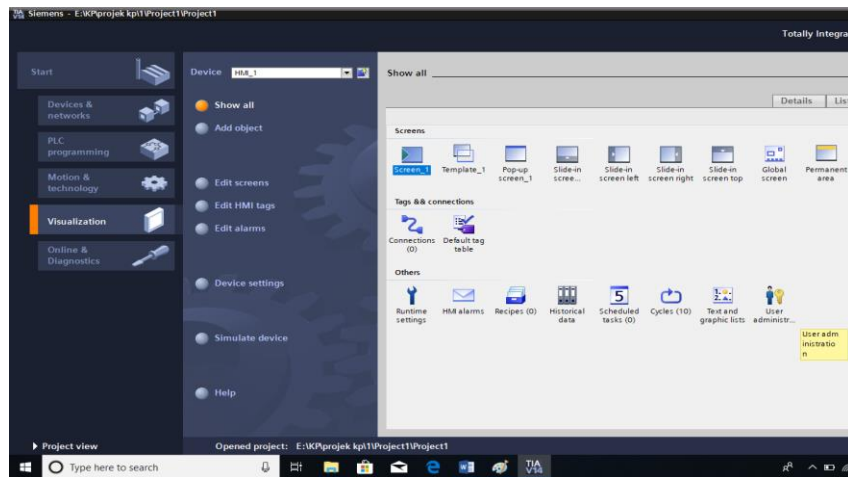 Siemens - E:\KP\projek kp\1\Project1\Project1
Totally Integra
Start
Devices &
networks
PLC
programming
Motion &
technology
Visualization
Online &
Diagnostics
Device HMI_1
Show all
Add object
Edit screens
Edit HMI tags
Edit alarms
Device settings
Simulate device
Help
Show all
Details Lis
Screens
Screen_1
Template_1
Pop-up
screen_1
Slide-in
scree...
Slide-in
screen left
Slide-in
screen right
Slide-in
screen top
Global
screen
Permanent
area
Tags && connections
Connections
(0)
Default tag
table
Others
Runtime
settings
HMI alarms
Recipes (0)
Historical
data
Scheduled
tasks (0)
Cycles (10)
Text and
graphic lists
User
administr...
User adm
inistratio
n
Project view
Opened project: E:\KP\projek kp\1\Project1\Project1
Type here to search
TIA
V14